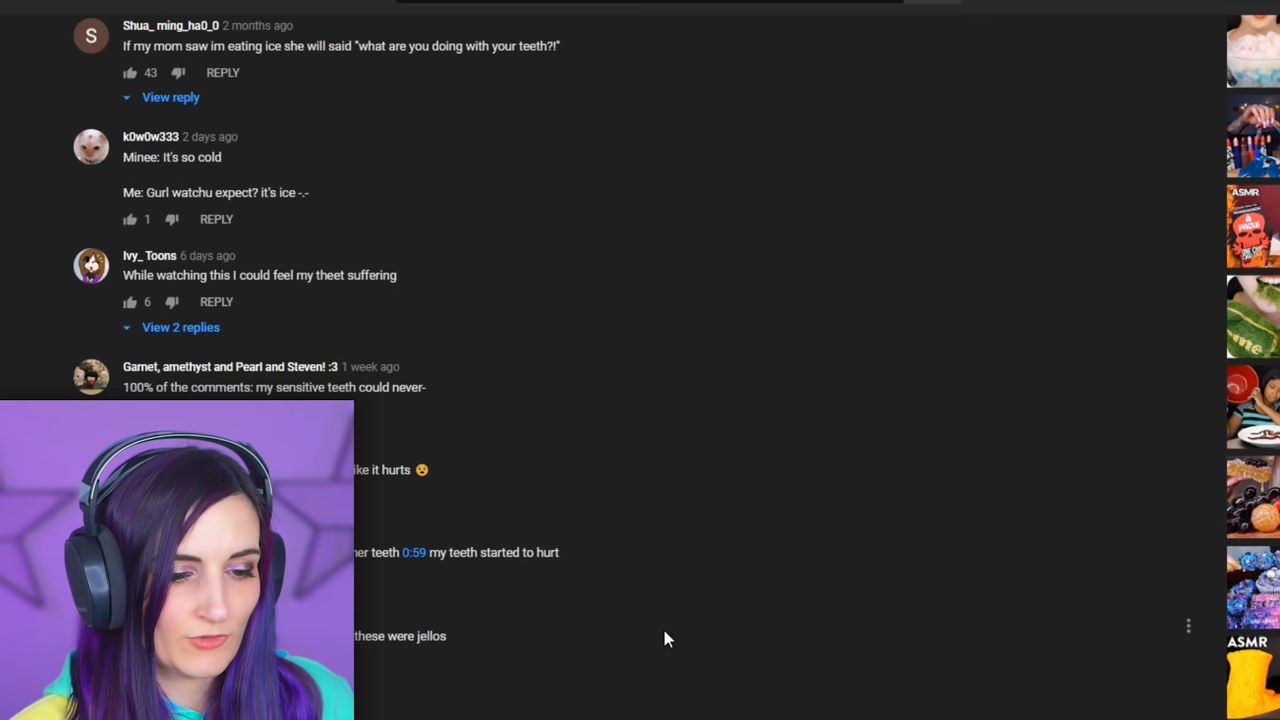 Shua_ ming_ha0_0 2 months ago
If my mom saw im eating ice she will said "what are you doing with your teeth?!"
43 REPLY
View reply
k0w0w333 2 days ago
Minee: It's so cold
Me: Gurl watchu expect? it's ice -.-
1 REPLY
Ivy_ Toons 6 days ago
While watching this I could feel my theet suffering
6 REPLY
View 2 replies
Garnet, amethyst and Pearl and Steven! :3 1 week ago
100% of the comments: my sensitive teeth could never-
it hurts 😧
teeth 0:59 my teeth started to hurt
these were jellos
S
ASMR
ASMR